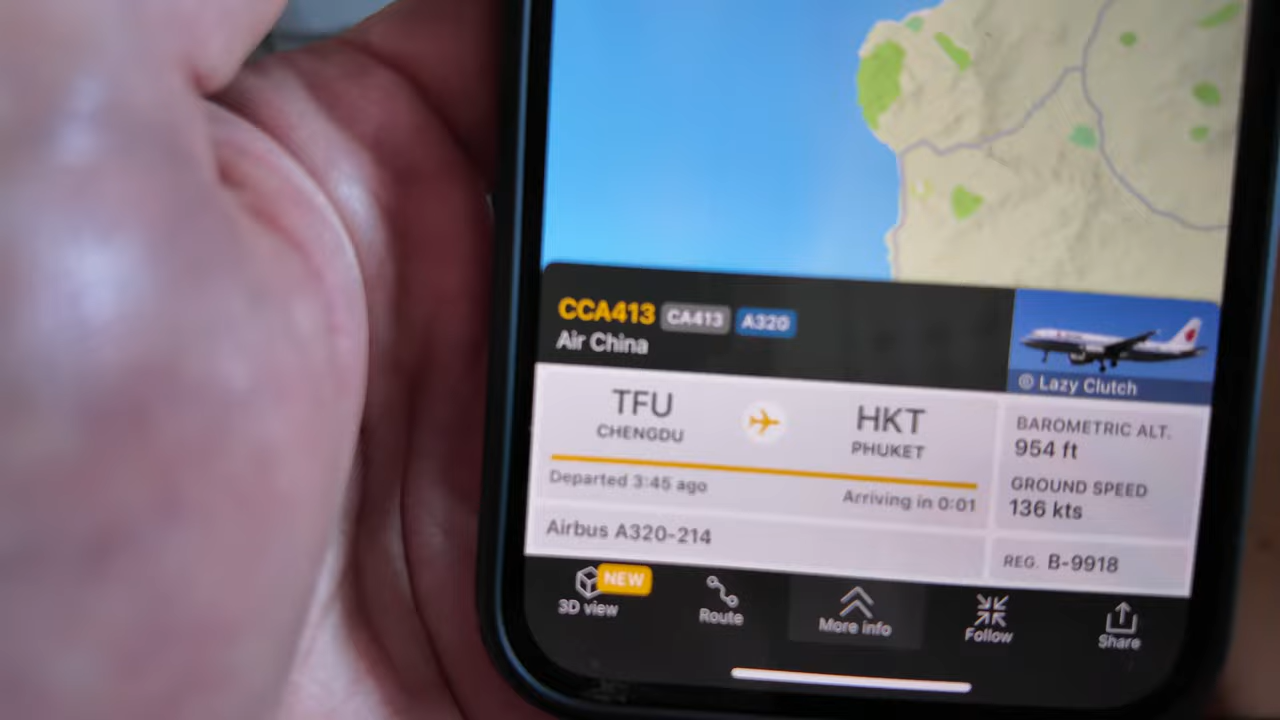 CCA413 CA413 A320
Air China
© Lazy Clutch
TFU
CHENGDU
HKT
PHUKET
Departed 3:45 ago
Arriving in 0:01
BAROMETRIC ALT.
954 ft
GROUND SPEED
136 kts
Airbus A320-214
REG. B-9918
NEW
3D view
Route
More info
Follow
Share